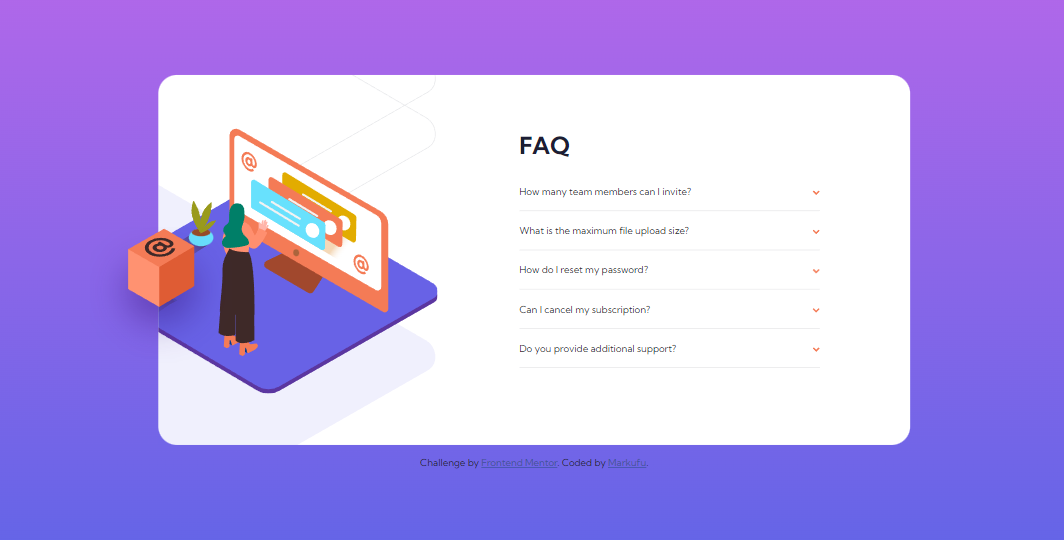 FAQ
How many team members can I invite?
What is the maximum file upload size?
How do I reset my password?
Can I cancel my subscription?
Do you provide additional support?
Challenge by Frontend Mentor. Coded by Markufy.
@
@
@